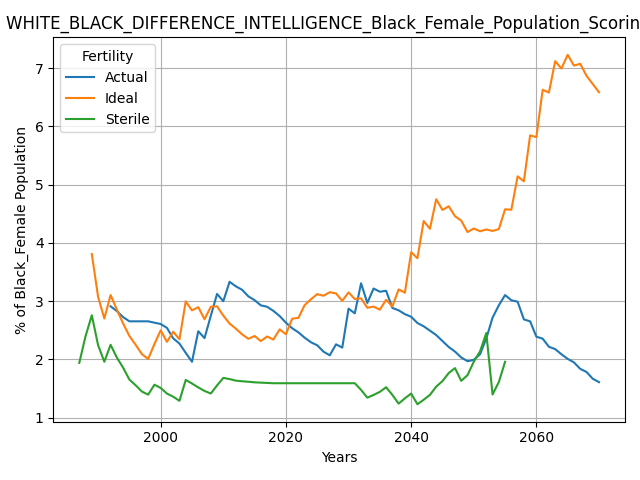 WHITE_BLACK_DIFFERENCE_INTELLIGENCE_Black_Female_Population_Scorin
Fertility
Actual
Ideal
Sterile
% of Black_Female Population
7
6
5
4
3
2
1
2000 2020 2040 2060
Years